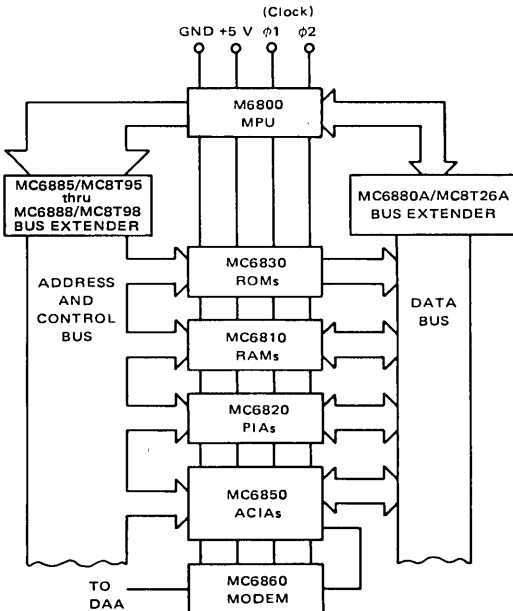 (Clock)
GND +5 V φ1 φ2
M6800
MPU
MC6885/MC8T95
thru
MC6888/MC8T98
BUS EXTENDER
MC6880A/MC8T26A
BUS EXTENDER
ADDRESS
AND
CONTROL
BUS
MC6830
ROMs
DATA
BUS
MC6810
RAMs
MC6820
PIAs
MC6850
ACIAs
TO
DAA
MC6860
MODEM